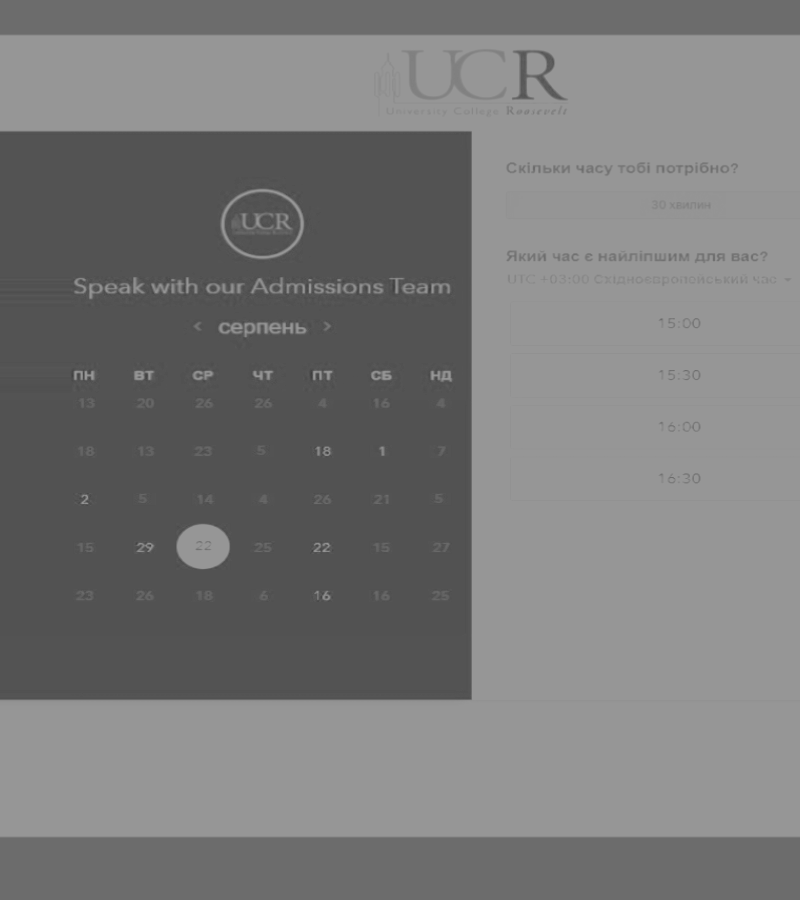 UCR
University College Roosevelt
UCR
Speak with our Admissions Team
< серпень >
ПН ВТ СР ЧТ ПТ СБ НД
13 20 26 26 4 16 4
18 13 23 5 18 1 7
2 5 14 4 26 21 5
15 29 22 25 22 15 27
23 26 18 6 16 16 25
Скільки часу тобі потрібно?
30 хвилин
Який час є найліпшим для вас?
UTC +03:00 Східноєвропейський час
15:00
15:30
16:00
16:30